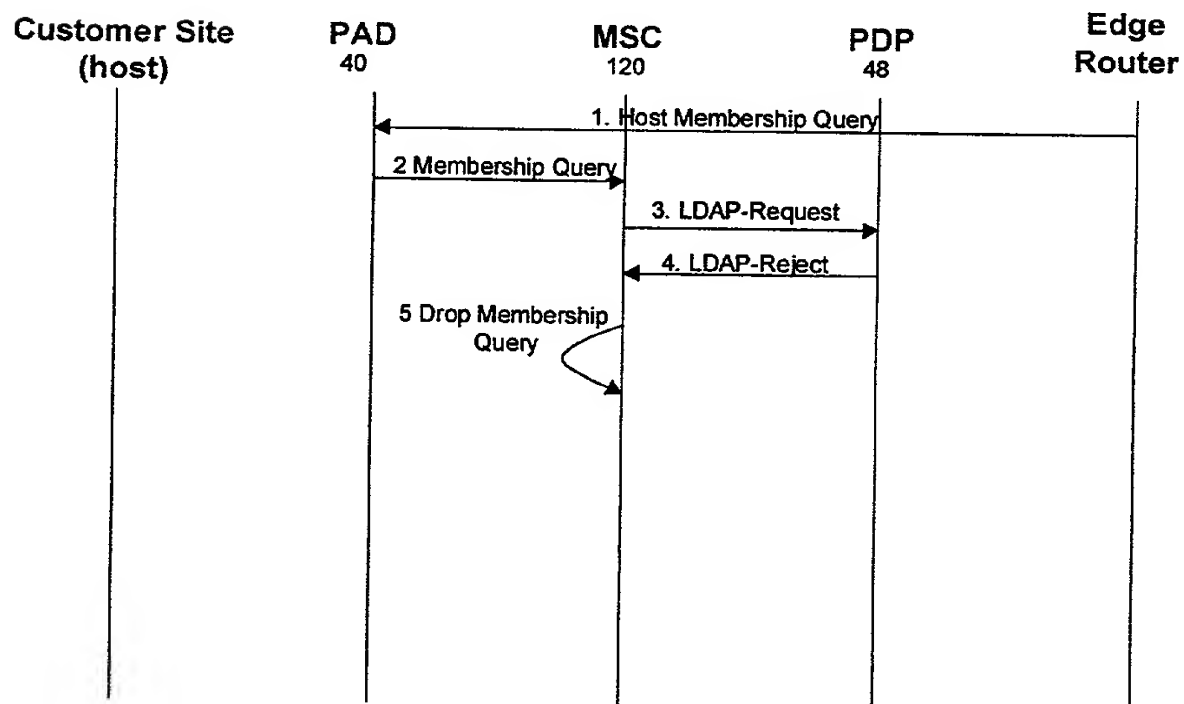 Customer Site
(host)
PAD
40
MSC
120
PDP
48
Edge
Router
1. Host Membership Query
2 Membership Query
3. LDAP-Request
4. LDAP-Reject
5 Drop Membership
Query